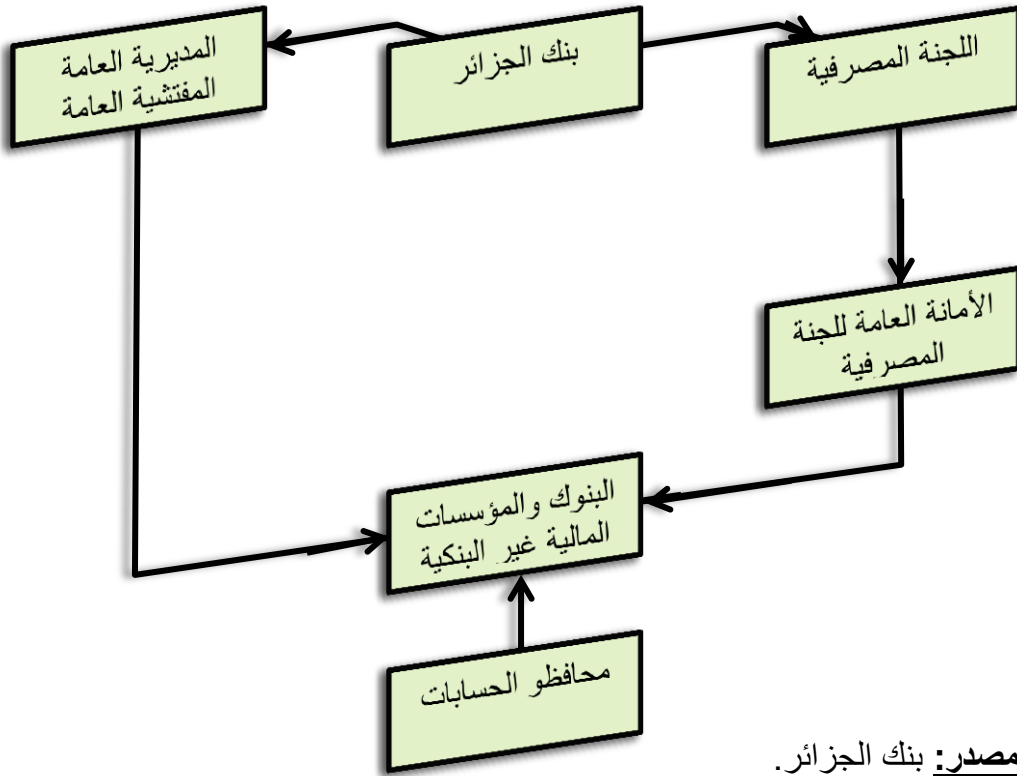 اللجنة المصرفية
بنك الجزائر
المديرية العامة
المفتشية العامة
الأمانة العامة للجنة
المصرفية
البنوك والمؤسسات
المالية غير البنكية
محافظو الحسابات
مصدر: بنك الجزائر.